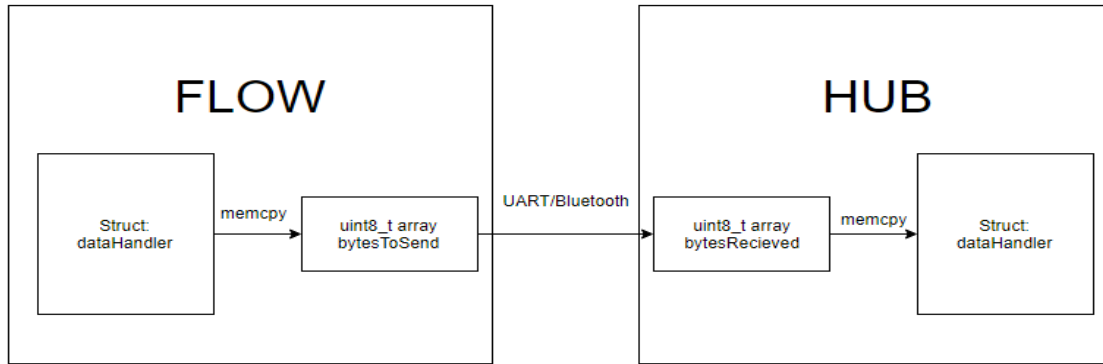 FLOW
HUB
Struct:
dataHandler
memcpy
uint8_t array
bytesToSend
UART/Bluetooth
uint8_t array
bytesRecieved
memcpy
Struct:
dataHandler